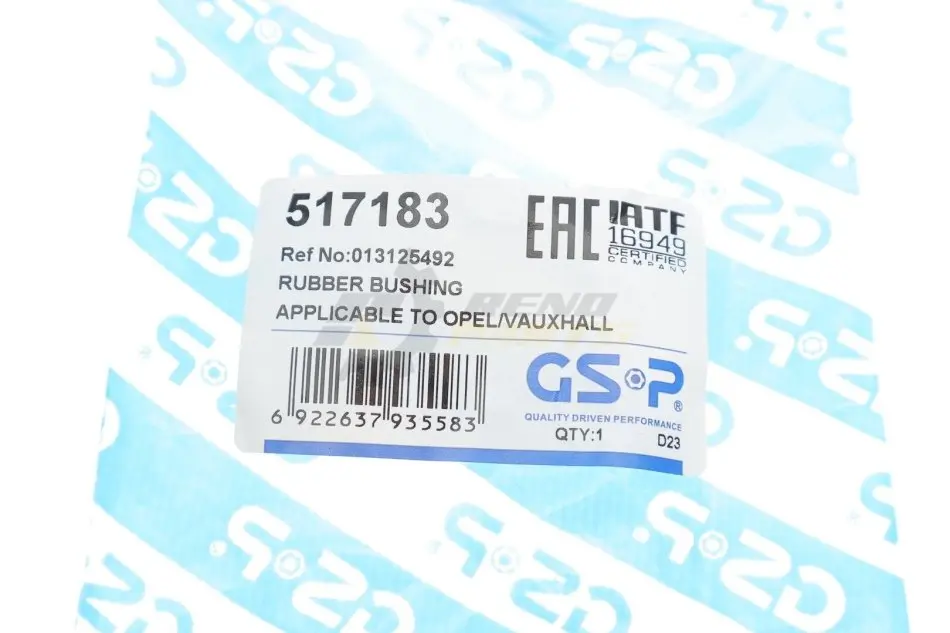 517183
EAC
IATF
16949
CERTIFIED
COMPANY
Ref No:013125492
RUBBER BUSHING
APPLICABLE TO OPEL/VAUXHALL
GSP®
QUALITY DRIVEN PERFORMANCE
6 922637 935583
QTY:1
D23